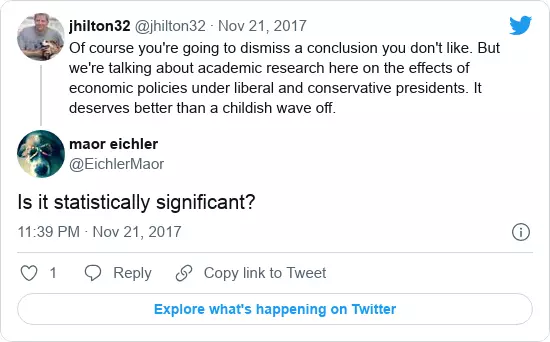 jhilton32 @jhilton32 · Nov 21, 2017
Of course you're going to dismiss a conclusion you don't like. But
we're talking about academic research here on the effects of
economic policies under liberal and conservative presidents. It
deserves better than a childish wave off.
maor eichler
@EichlerMaor
Is it statistically significant?
11:39 PM · Nov 21, 2017
1 Reply Copy link to Tweet
Explore what's happening on Twitter